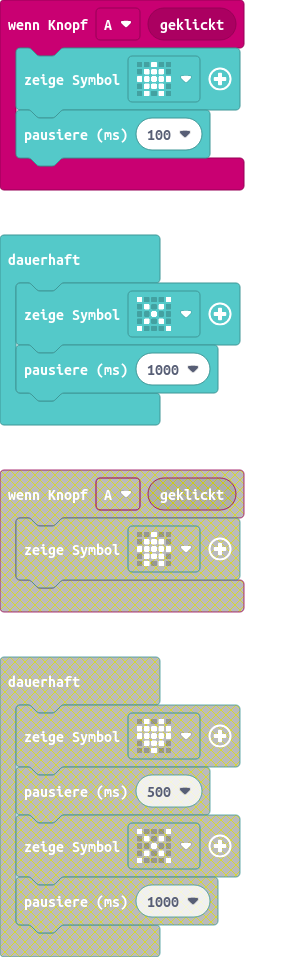 wenn Knopf A geklickt
zeige Symbol
pausiere (ms) 100
dauerhaft
zeige Symbol
pausiere (ms) 1000
wenn Knopf A geklickt
zeige Symbol
dauerhaft
zeige Symbol
pausiere (ms) 500
zeige Symbol
pausiere (ms) 1000